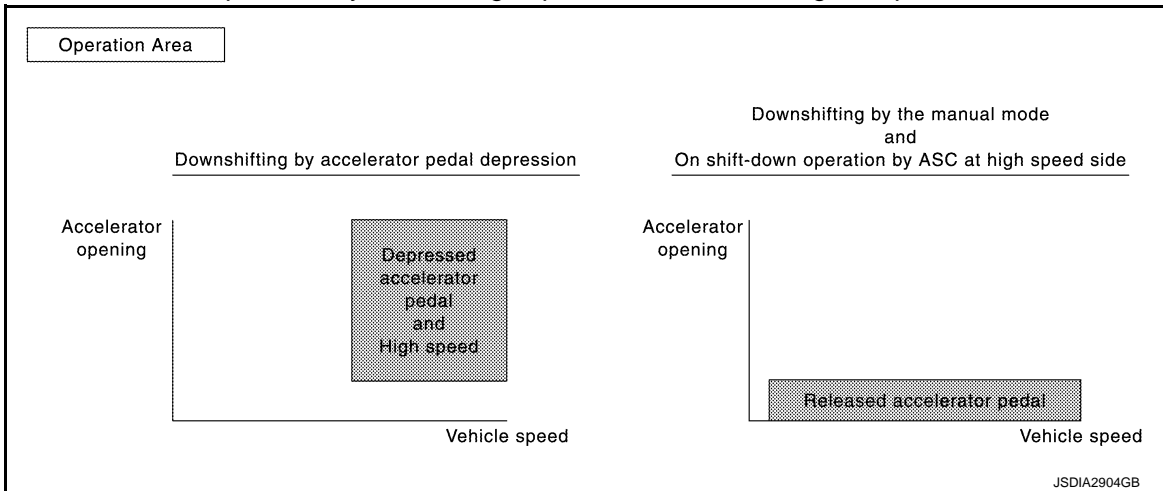 Operation Area
Downshifting by accelerator pedal depression
Accelerator
opening
Depressed
accelerator
pedal
and
High speed
Vehicle speed
Downshifting by the manual mode
and
On shift-down operation by ASC at high speed side
Accelerator
opening
Released accelerator pedal
Vehicle speed
JSDIA2904GB